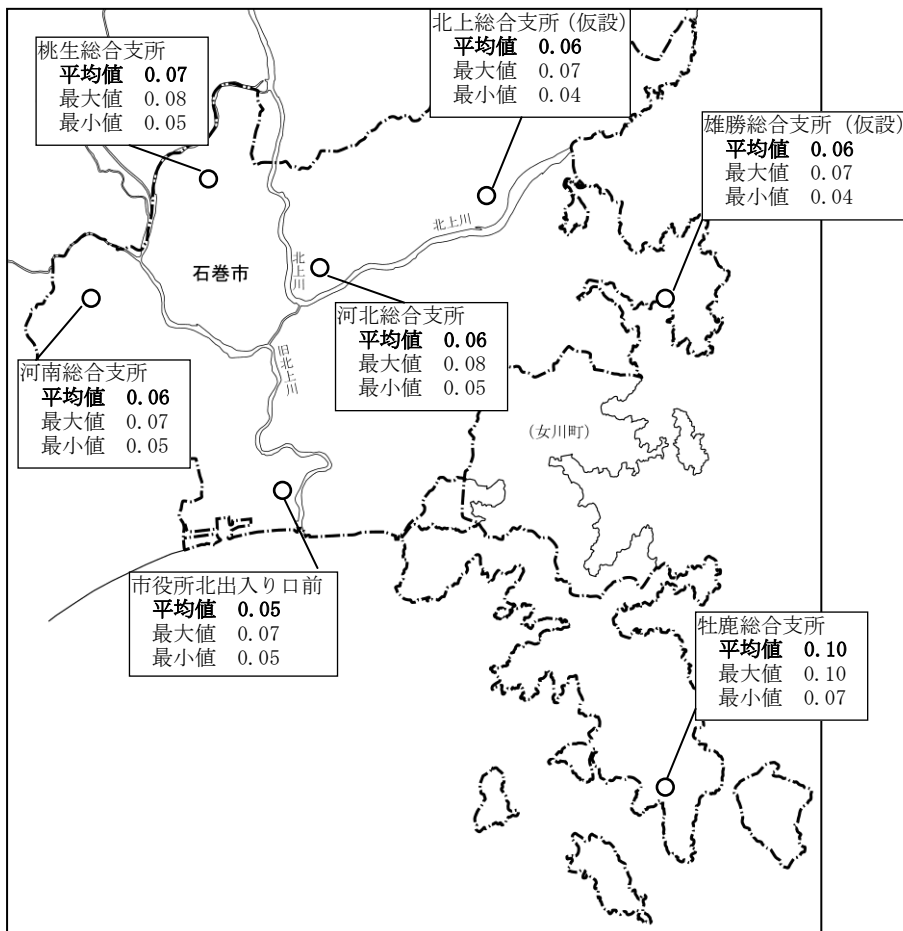 桃生総合支所
平均値 0.07
最大値 0.08
最小値 0.05
北上総合支所(仮設)
平均値 0.06
最大値 0.07
最小値 0.04
雄勝総合支所(仮設)
平均値 0.06
最大値 0.07
最小値 0.04
北上川
石巻市
北上川
河北総合支所
平均値 0.06
最大値 0.08
最小値 0.05
旧北上川
河南総合支所
平均値 0.06
最大値 0.07
最小値 0.05
(女川町)
市役所北出入り口前
平均値 0.05
最大値 0.07
最小値 0.05
牡鹿総合支所
平均値 0.10
最大値 0.10
最小値 0.07